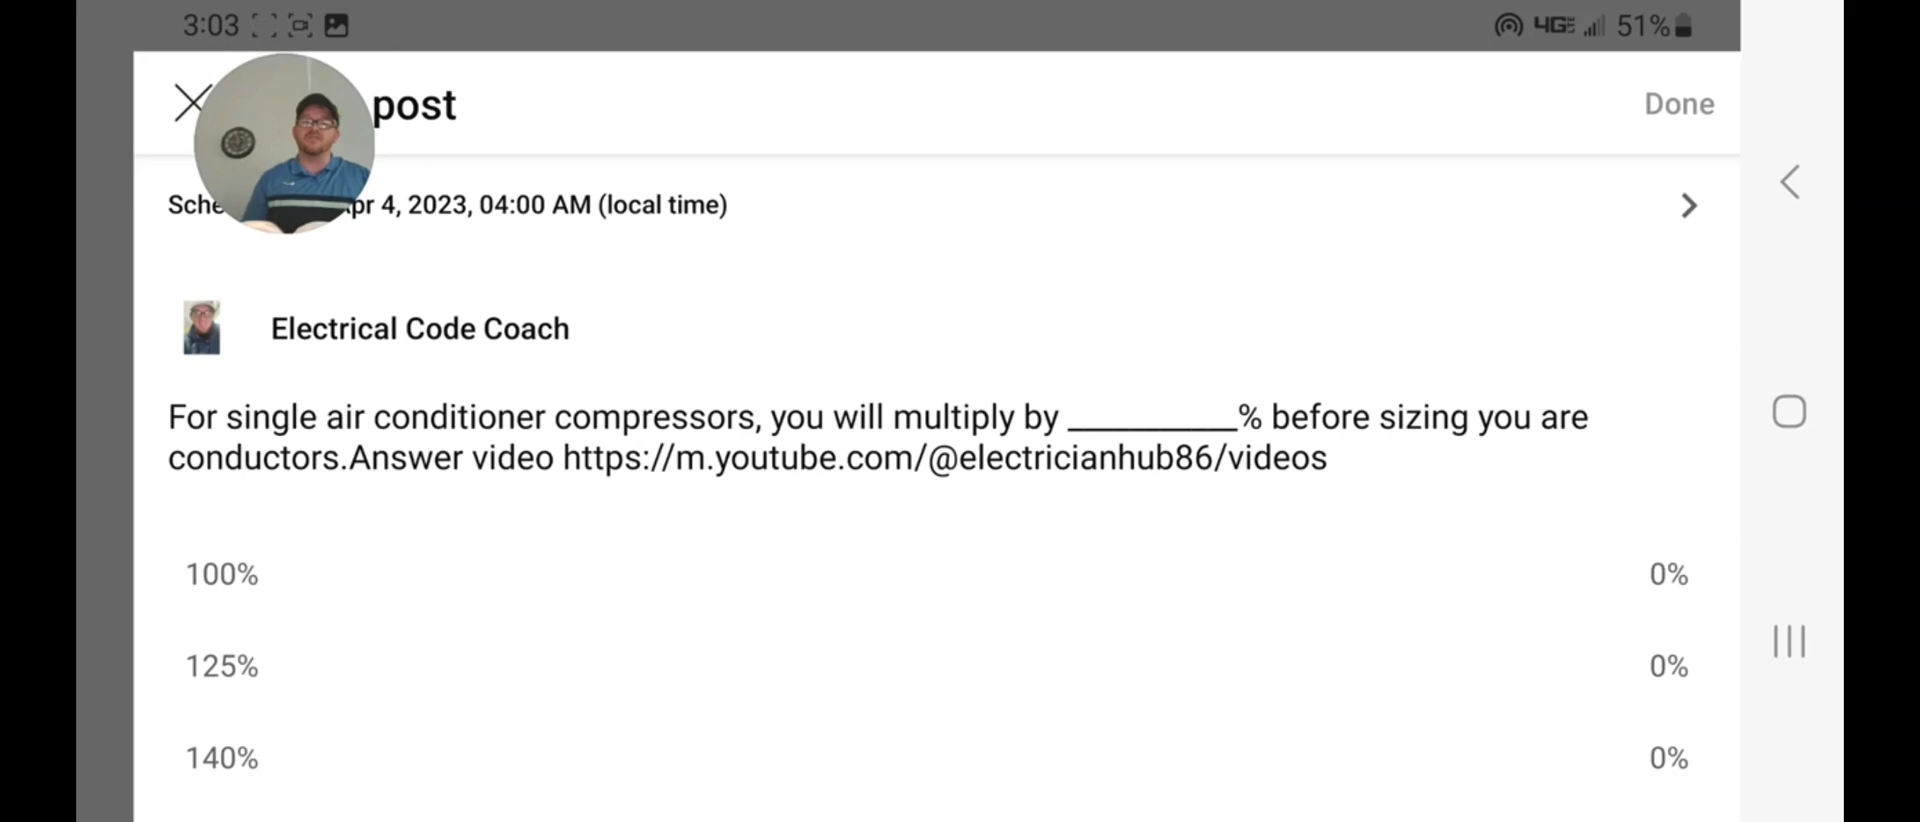 3:03 4G 51%
post
Done
Sche pr 4, 2023, 04:00 AM (local time)
Electrical Code Coach
For single air conditioner compressors, you will multiply by __________% before sizing you are
conductors.Answer video https://m.youtube.com/@electricianhub86/videos
100% 0%
125% 0%
140% 0%